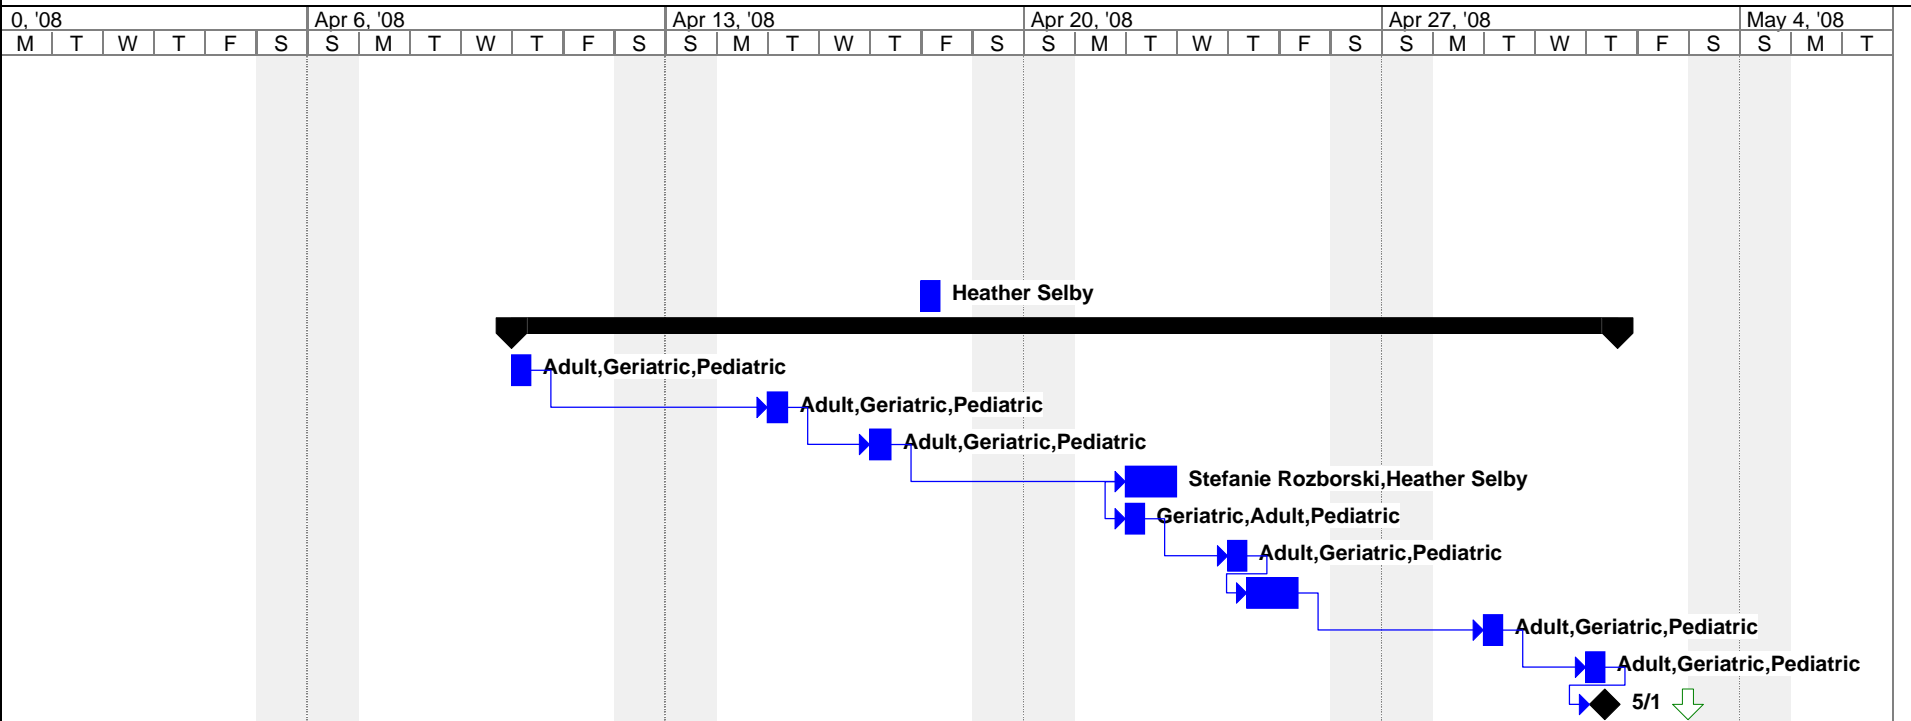 0, '08 Apr 6, '08 Apr 13, '08 Apr 20, '08 Apr 27, '08 May 4, '08
M T W T F S S M T W T F S S M T W T F S S M T W T F S S M T W T F S S M T
Heather Selby
Adult,Geriatric,Pediatric
Adult,Geriatric,Pediatric
Adult,Geriatric,Pediatric
Stefanie Rozborski,Heather Selby
Geriatric,Adult,Pediatric
Adult,Geriatric,Pediatric
Adult,Geriatric,Pediatric
Adult,Geriatric,Pediatric
5/1